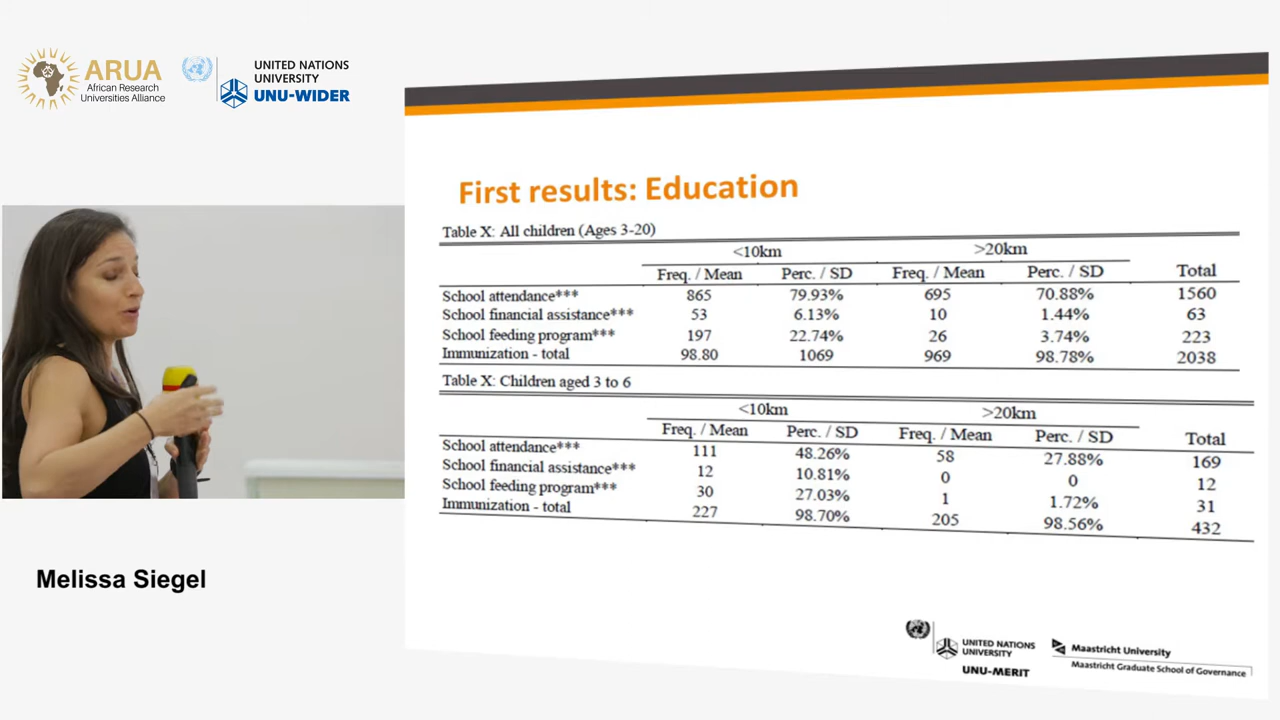 ARUA
African Research
Universities Alliance
UNITED NATIONS
UNIVERSITY
UNU-WIDER
First results: Education
Table X: All children (Ages 3-20)
<10km >20km
Freq. / Mean Perc. / SD Freq. / Mean Perc. / SD Total
School attendance*** 865 79.93% 695 70.88% 1560
School financial assistance*** 53 6.13% 10 1.44% 63
School feeding program*** 197 22.74% 26 3.74% 223
Immunization - total 98.80 1069 969 98.78% 2038
Table X: Children aged 3 to 6
<10km >20km
Freq. / Mean Perc. / SD Freq. / Mean Perc. / SD Total
School attendance*** 111 48.26% 58 27.88% 169
School financial assistance*** 12 10.81% 0 0 12
School feeding program*** 30 27.03% 1 1.72% 31
Immunization - total 227 98.70% 205 98.56% 432
Melissa Siegel
UNITED NATIONS
UNIVERSITY
UNU-MERIT
Maastricht University
Maastricht Graduate School of Governance